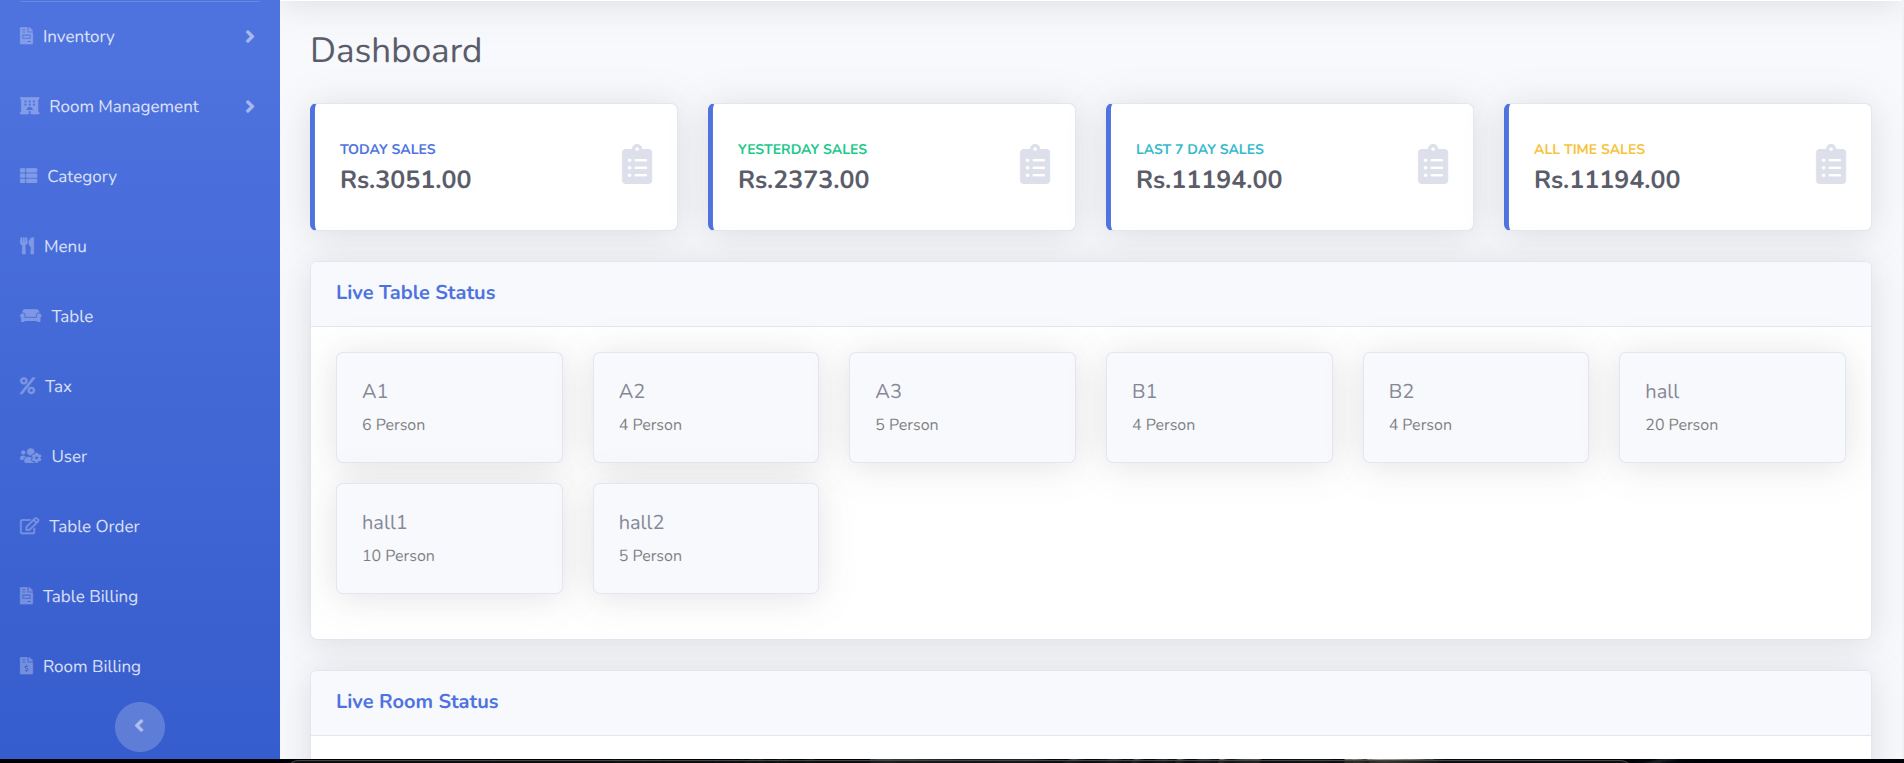 Inventory
Room Management
Category
Menu
Table
Tax
User
Table Order
Table Billing
Room Billing
Dashboard
TODAY SALES
Rs.3051.00
YESTERDAY SALES
Rs.2373.00
LAST 7 DAY SALES
Rs.11194.00
ALL TIME SALES
Rs.11194.00
Live Table Status
A1
6 Person
A2
4 Person
A3
5 Person
B1
4 Person
B2
4 Person
hall
20 Person
hall1
10 Person
hall2
5 Person
Live Room Status